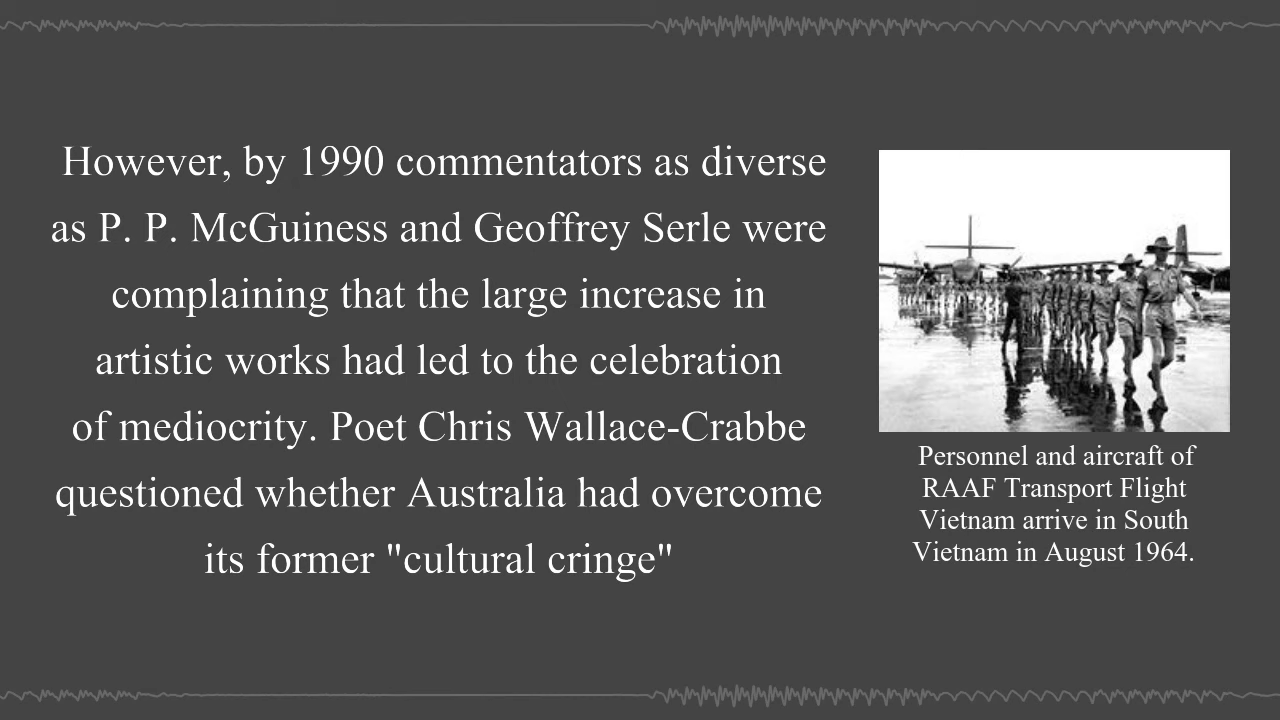 However, by 1990 commentators as diverse
as P. P. McGuiness and Geoffrey Serle were
complaining that the large increase in
artistic works had led to the celebration
of mediocrity. Poet Chris Wallace-Crabbe
questioned whether Australia had overcome
its former "cultural cringe"
Personnel and aircraft of
RAAF Transport Flight
Vietnam arrive in South
Vietnam in August 1964.